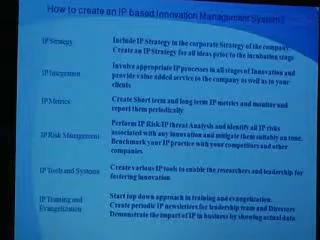 How to create an IP based Innovation Management System?
IP Strategy
Include IP Strategy in the corporate Strategy of the company.
Create an IP Strategy for all ideas prior to the incubation stage
IP Integration
Involve appropriate IP processes in all stages of Innovation and
provide value added service to the company as well as to your
clients
IP Metrics
Create Short term and long term IP metrics and monitor and
report them periodically
IP Risk Management
Perform IP Risk/IP threat Analysis and identify all IP risks
associated with any innovation and mitigate them suitably on time.
Benchmark your IP practice with your competitors and other
companies
IP Tools and Systems
Create various IP tools to enable the researchers and leadership for
fostering innovation
IP Training and
Evangelization
Start top down approach in training and evangelization.
Create periodic IP newsletters for leadership team and Directors
Demonstrate the impact of IP in business by showing actual data